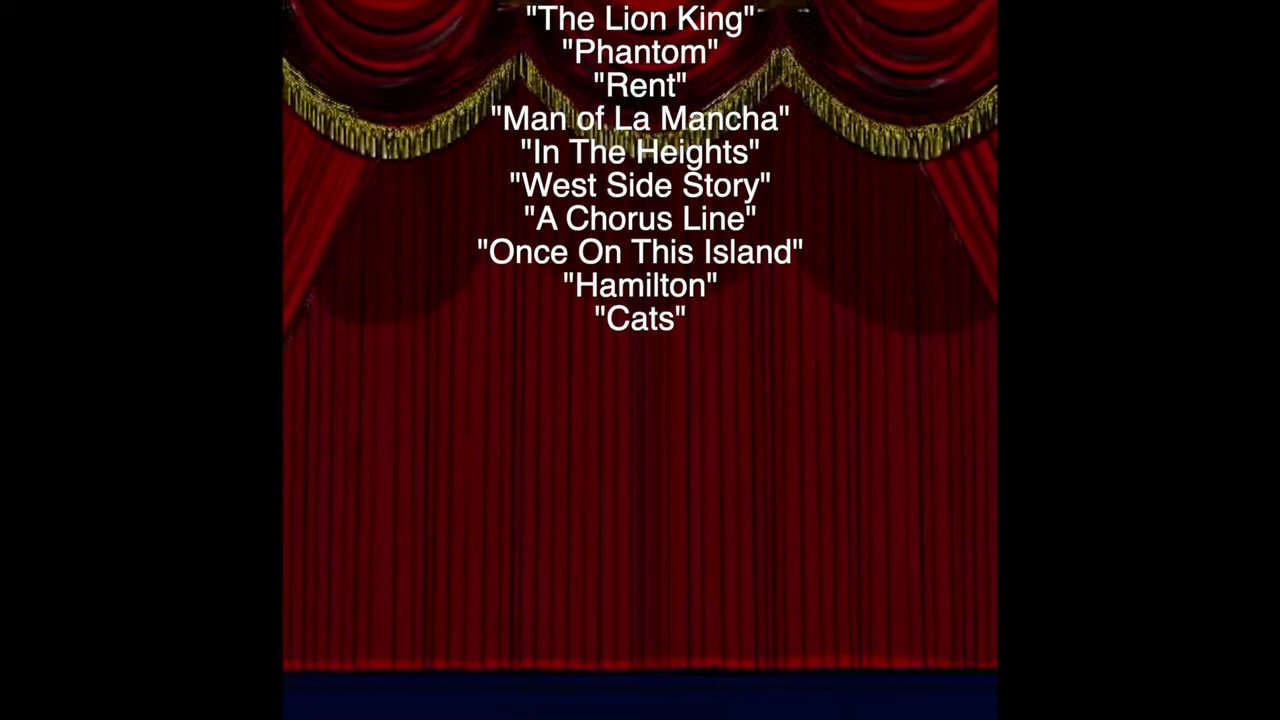 "The Lion King"
"Phantom"
"Rent"
"Man of La Mancha"
"In The Heights"
"West Side Story"
"A Chorus Line"
"Once On This Island"
"Hamilton"
"Cats"